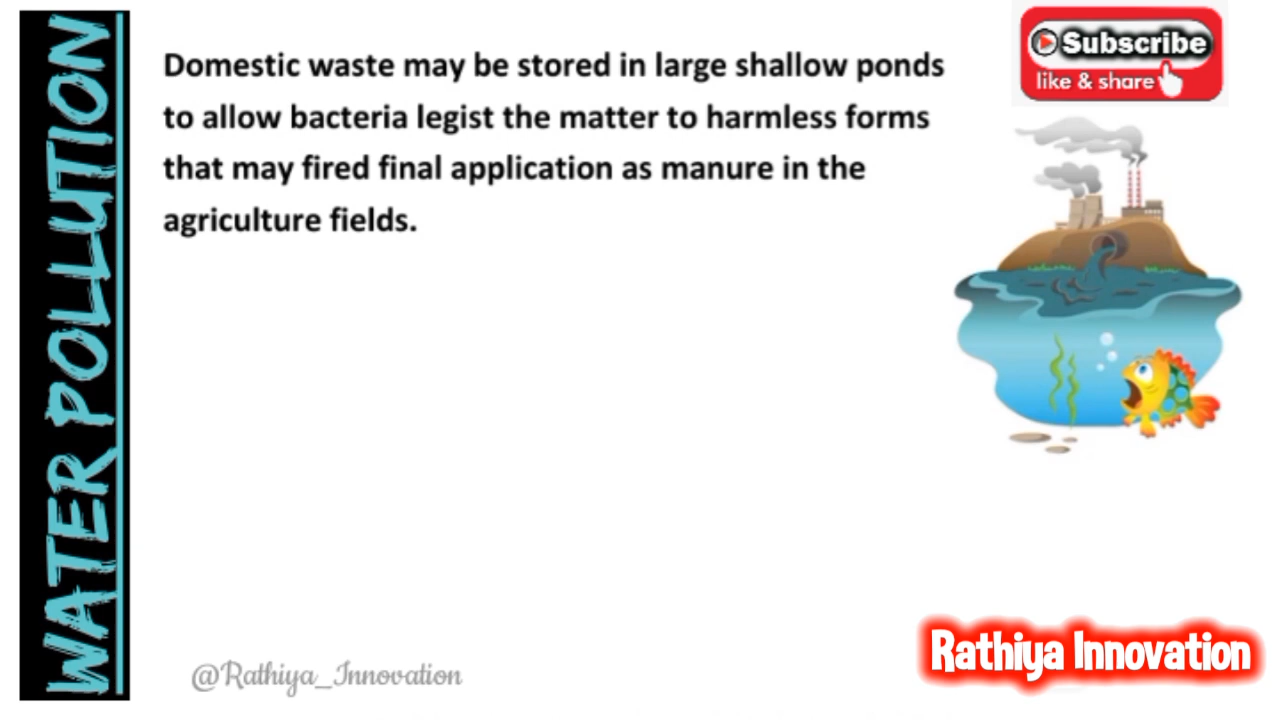 WATER POLLUTION
Domestic waste may be stored in large shallow ponds
to allow bacteria legist the matter to harmless forms
that may fired final application as manure in the
agriculture fields.
Subscribe
like & share
@Rathiya_Innovation
Rathiya Innovation